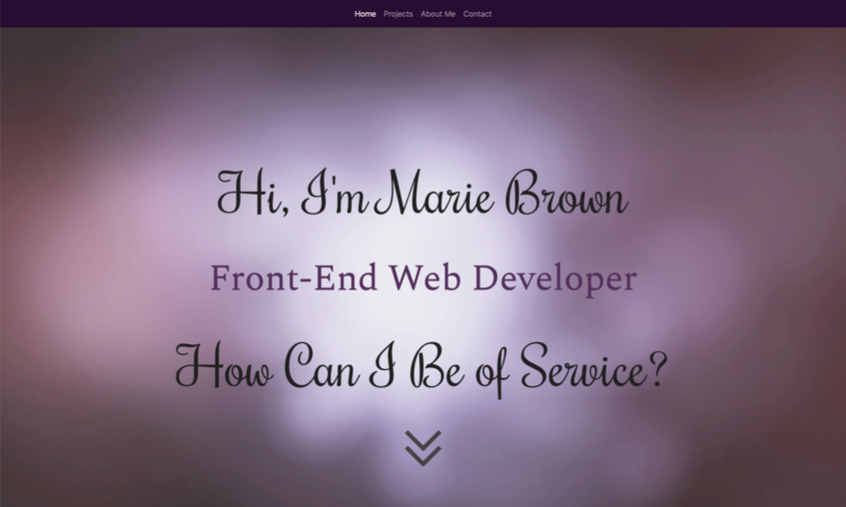 Home Projects About Me Contact
Hi, I'm Marie Brown
Front-End Web Developer
How Can I Be of Service?